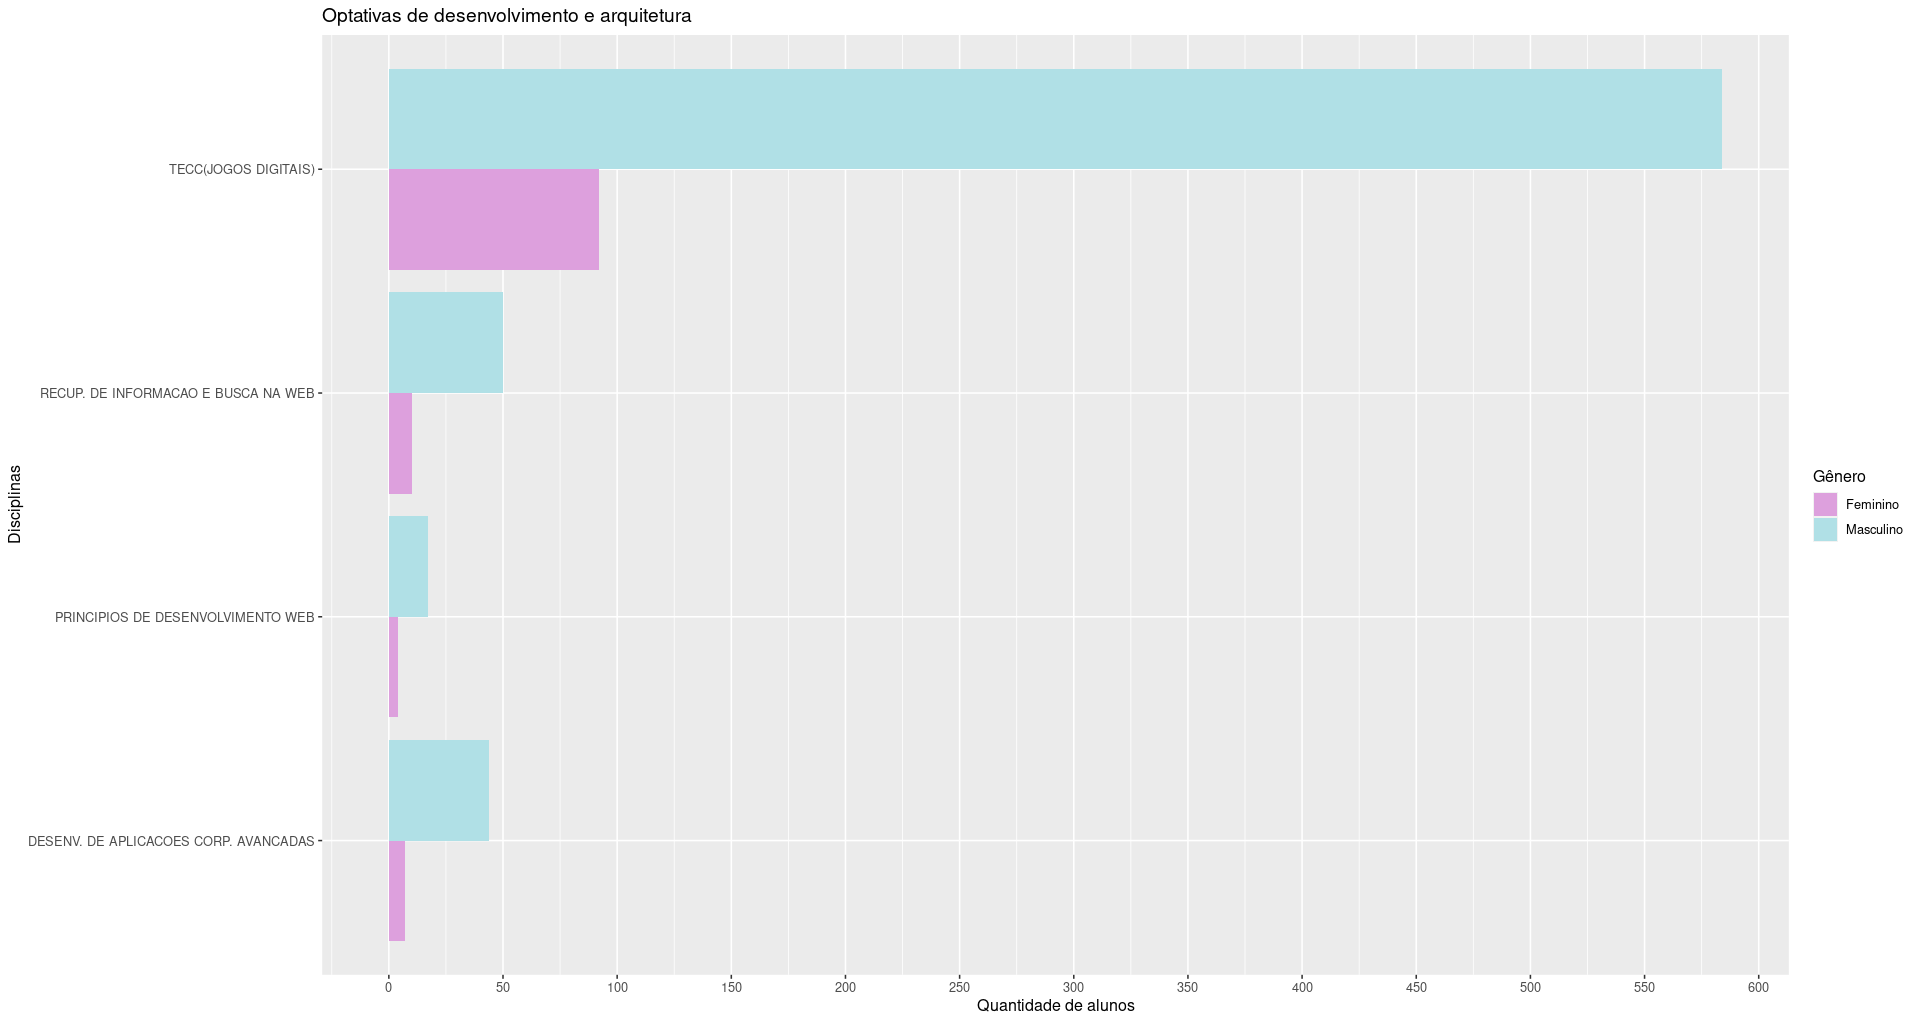 Optativas de desenvolvimento e arquitetura
TECC(JOGOS DIGITAIS)
RECUP. DE INFORMACAO E BUSCA NA WEB
PRINCIPIOS DE DESENVOLVIMENTO WEB
DESENV. DE APLICACOES CORP. AVANCADAS
Disciplinas
0 50 100 150 200 250 300 350 400 450 500 550 600
Quantidade de alunos
Gênero
Feminino
Masculino